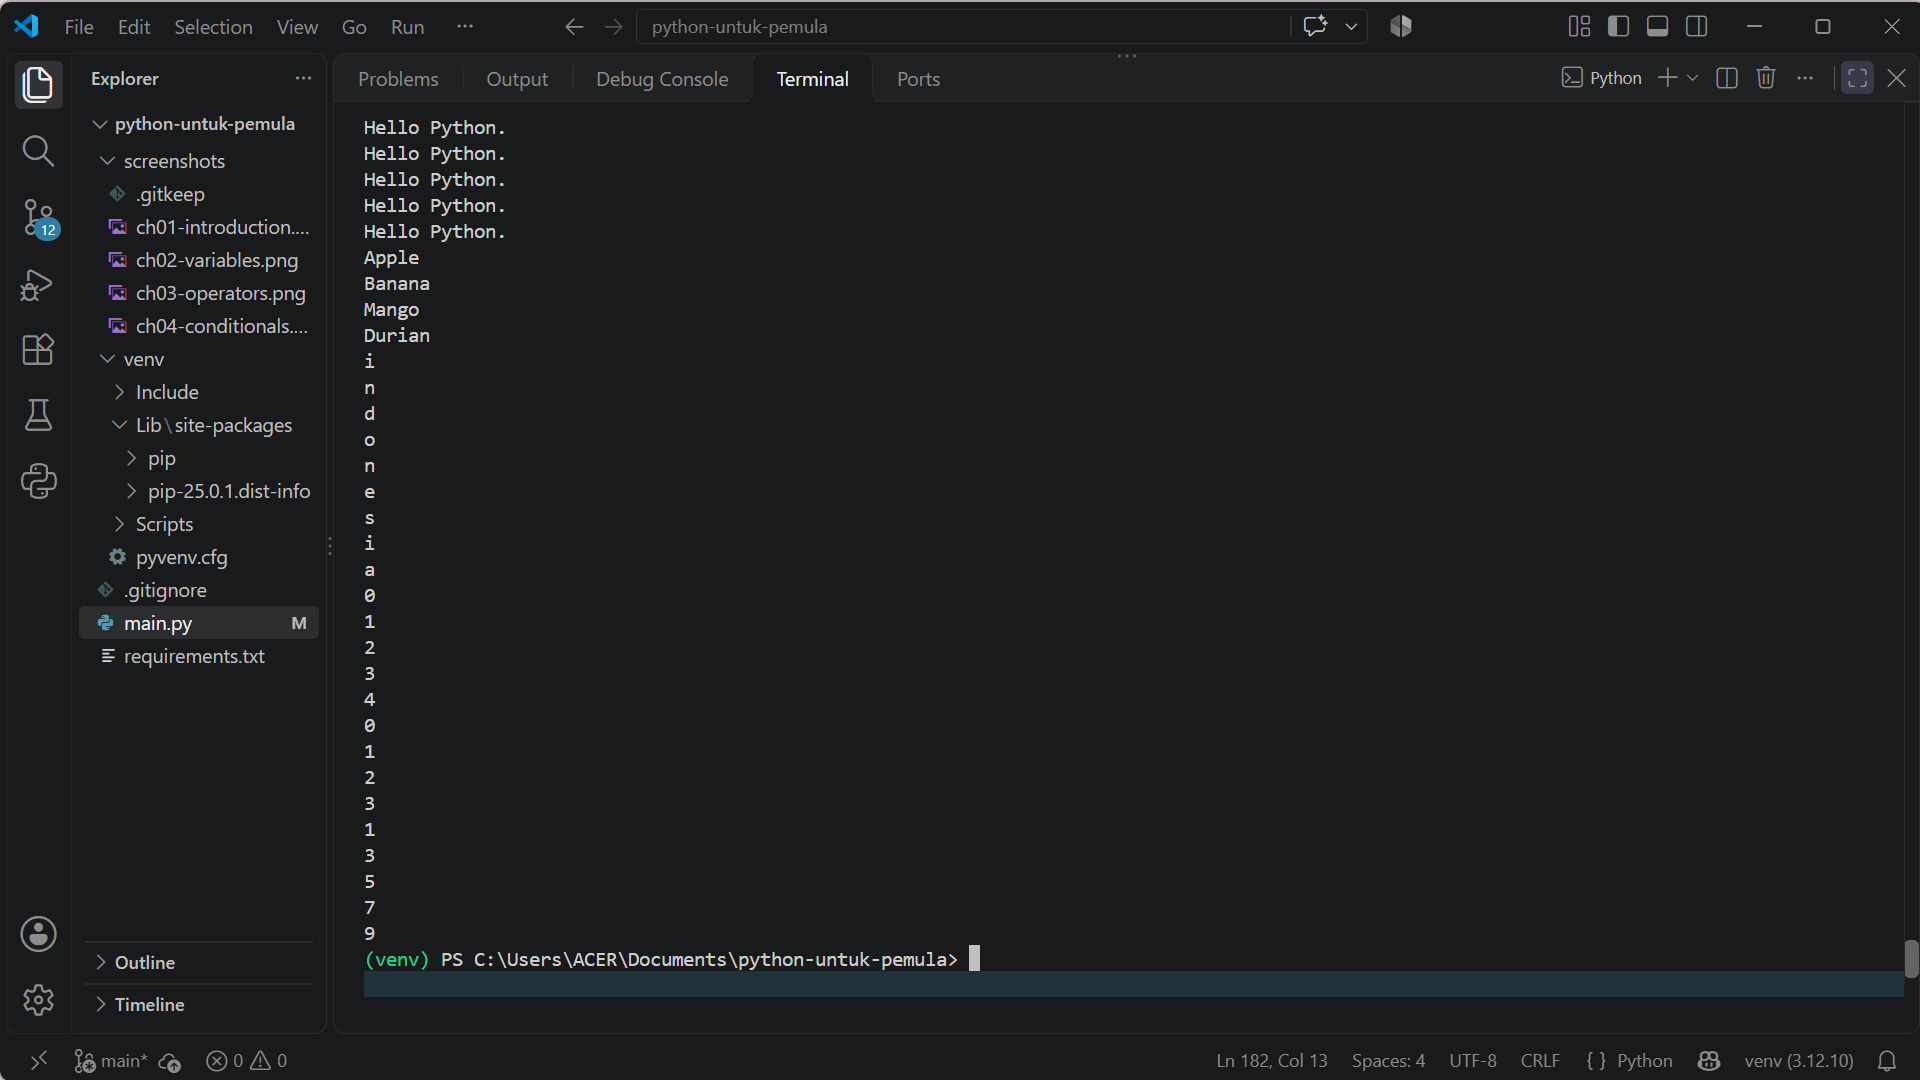 File Edit Selection View Go Run ··· python-untuk-pemula
Explorer ···
python-untuk-pemula
screenshots
.gitkeep
ch01-introduction....
ch02-variables.png
ch03-operators.png
ch04-conditionals....
venv
Include
Lib\site-packages
pip
pip-25.0.1.dist-info
Scripts
pyvenv.cfg
.gitignore
main.py M
requirements.txt
Outline
Timeline
12
Problems Output Debug Console Terminal Ports Python
Hello Python.
Hello Python.
Hello Python.
Hello Python.
Hello Python.
Apple
Banana
Mango
Durian
i
n
d
o
n
e
s
i
a
0
1
2
3
4
0
1
2
3
1
3
5
7
9
(venv) PS C:\Users\ACER\Documents\python-untuk-pemula>
main* 0 0 Ln 182, Col 13 Spaces: 4 UTF-8 CRLF { } Python venv (3.12.10)